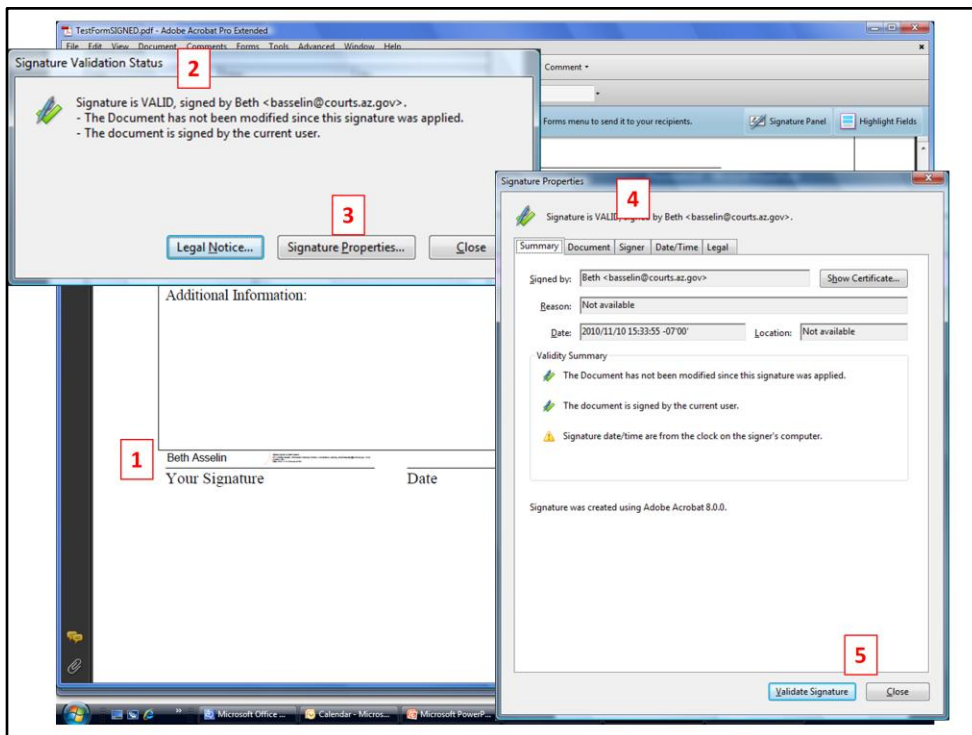 TestFormSIGNED.pdf - Adobe Acrobat Pro Extended
File Edit View Document Comments Forms Tools Advanced Window Help
Comment
Forms menu to send it to your recipients.
Signature Panel
Highlight Fields
Signature Validation Status
2
Signature is VALID, signed by Beth <basselin@courts.az.gov>.
- The Document has not been modified since this signature was applied.
- The document is signed by the current user.
3
Legal Notice...
Signature Properties...
Close
Additional Information:
1
Beth Asselin
Your Signature
Date
Signature Properties
4
Signature is VALID, signed by Beth <basselin@courts.az.gov>.
Summary Document Signer Date/Time Legal
Signed by: Beth <basselin@courts.az.gov>
Show Certificate...
Reason: Not available
Date: 2010/11/10 15:33:55 -07'00'
Location: Not available
Validity Summary
The Document has not been modified since this signature was applied.
The document is signed by the current user.
Signature date/time are from the clock on the signer's computer.
Signature was created using Adobe Acrobat 8.0.0.
5
Validate Signature
Close
Microsoft Office ...
Calendar - Micros...
Microsoft PowerP...